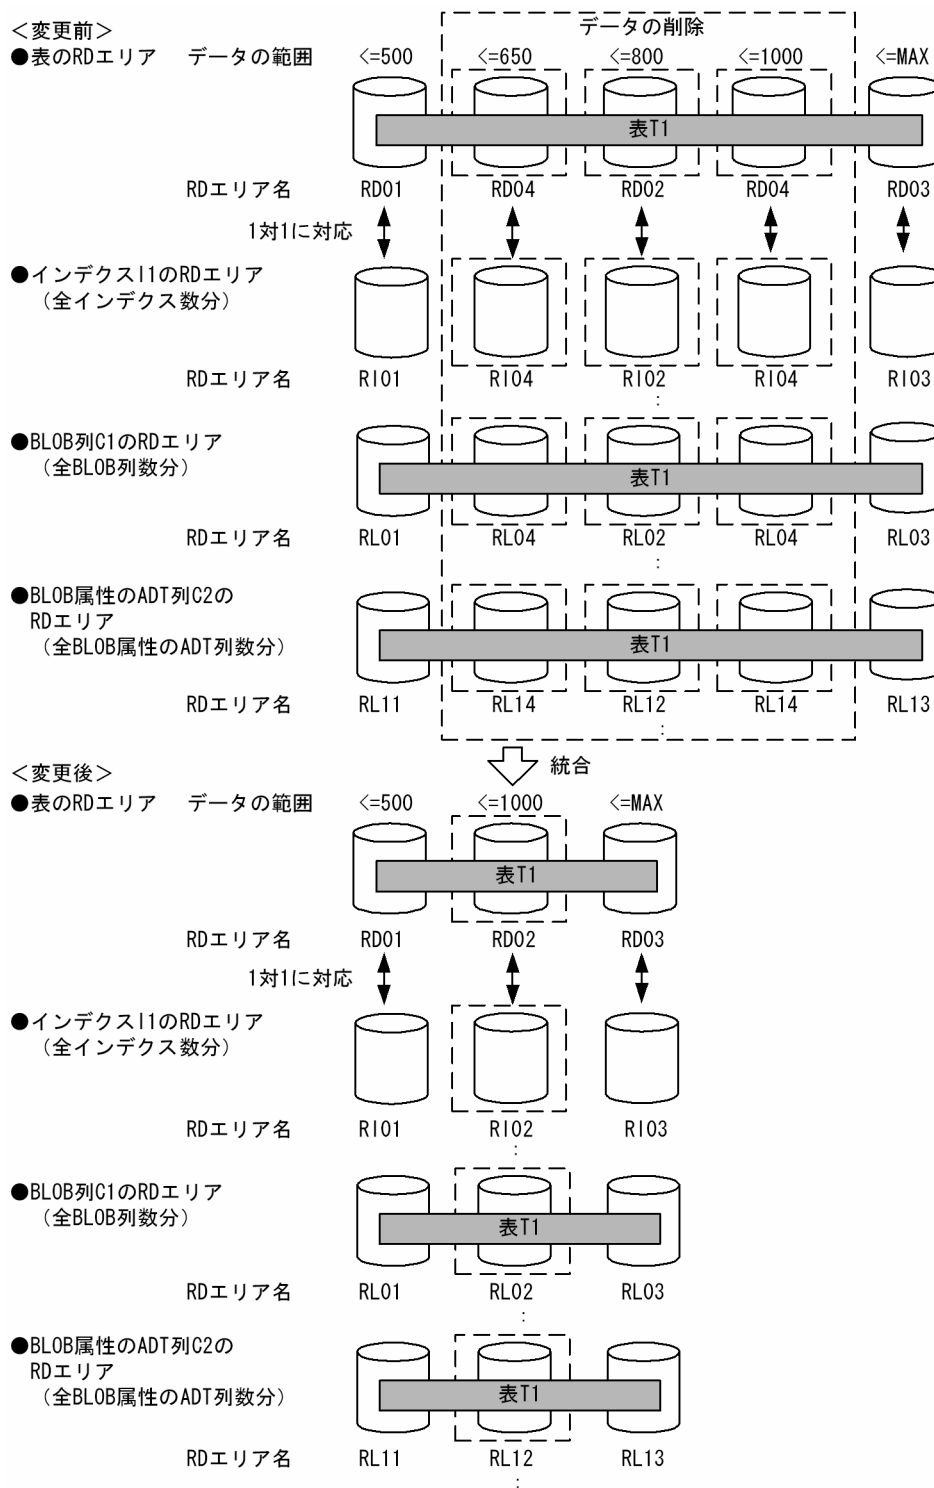 ＜変更前＞
データの削除
●表のRDエリア データの範囲 <=500 <=650 <=800 <=1000 <=MAX
表T1
RDエリア名 RD01 RD04 RD02 RD04 RD03
1対1に対応
●インデクスI1のRDエリア
（全インデクス数分）
RDエリア名 RI01 RI04 RI02 RI04 RI03
:
●BLOB列C1のRDエリア
（全BLOB列数分）
表T1
RDエリア名 RL01 RL04 RL02 RL04 RL03
:
●BLOB属性のADT列C2の
RDエリア
（全BLOB属性のADT列数分）
表T1
RDエリア名 RL11 RL14 RL12 RL14 RL13
:
統合
＜変更後＞
●表のRDエリア データの範囲 <=500 <=1000 <=MAX
表T1
RDエリア名 RD01 RD02 RD03
1対1に対応
●インデクスI1のRDエリア
（全インデクス数分）
RDエリア名 RI01 RI02 RI03
:
●BLOB列C1のRDエリア
（全BLOB列数分）
表T1
RDエリア名 RL01 RL02 RL03
:
●BLOB属性のADT列C2の
RDエリア
（全BLOB属性のADT列数分）
表T1
RDエリア名 RL11 RL12 RL13
: